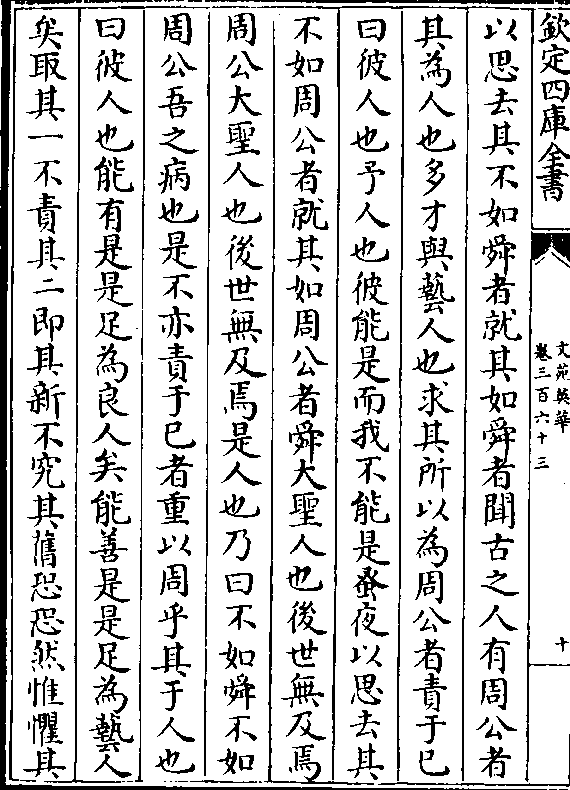 欽定四庫全書
文苑英華
卷三百六十三
十
以思去其不如舜者就其如舜者聞古之人有周公者
其為人也多才與藝人也求其所以為周公者責于已
曰彼人也予人也彼能是而我不能是蚤夜以思去其
不如周公者就其如周公者舜大聖人也後世無及焉
周公大聖人也後世無及焉是人也乃曰不如舜不如
周公吾之病也是不亦責于已者重以周乎其于人也
曰彼人也能有是是足為良人矣能善是是足為藝人
矣取其一不責其二即其新不究其舊恐恐然惟懼其